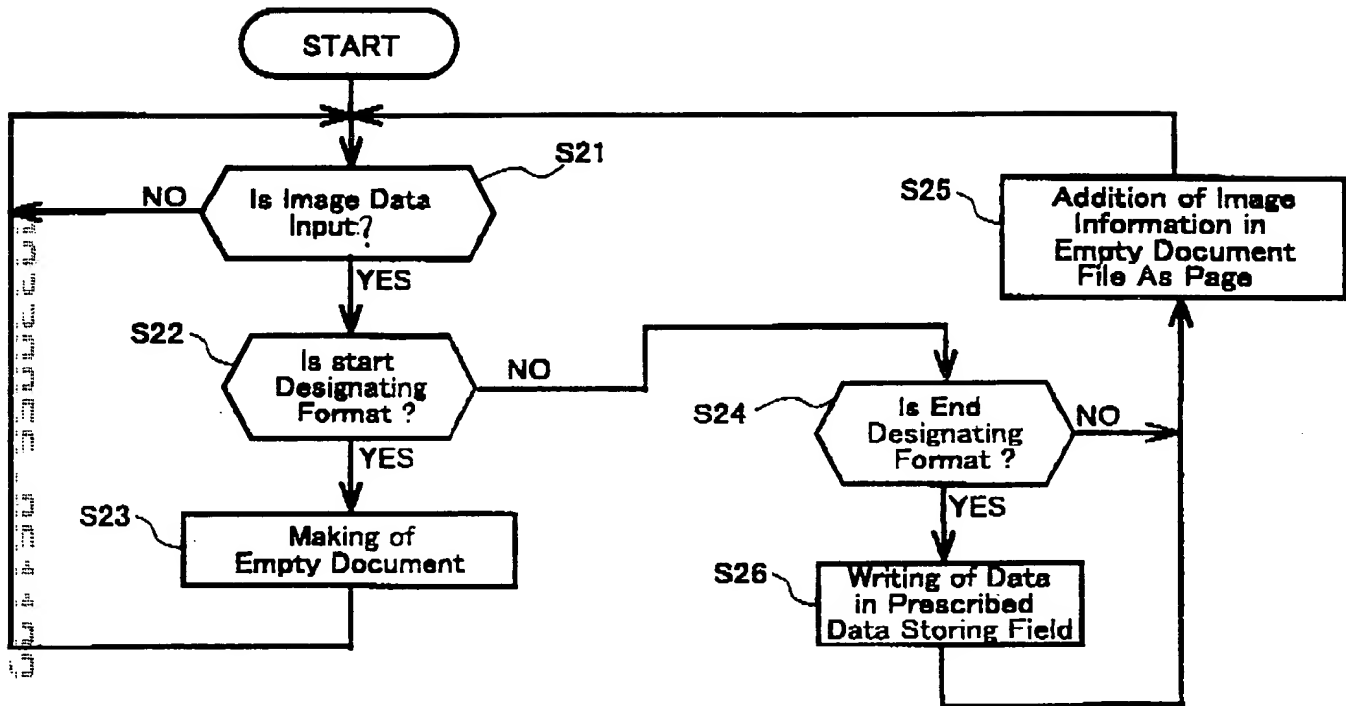 START
S21
Is Image Data
Input?
NO
YES
S22
Is start
Designating
Format ?
NO
YES
S23
Making of
Empty Document
S24
Is End
Designating
Format ?
NO
YES
S25
Addition of Image
Information in
Empty Document
File As Page
S26
Writing of Data
in Prescribed
Data Storing Field